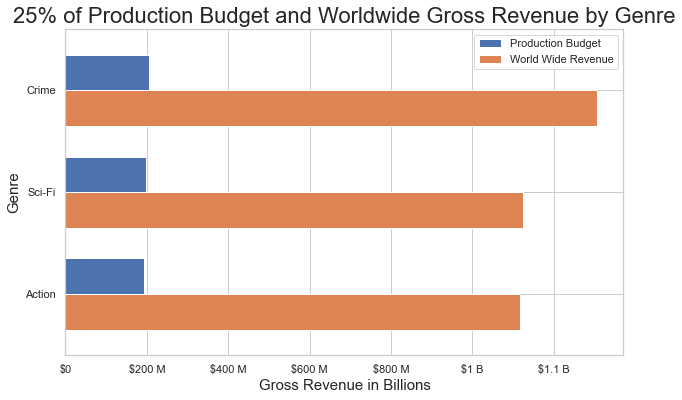 25% of Production Budget and Worldwide Gross Revenue by Genre
Production Budget
World Wide Revenue
Crime
Sci-Fi
Action
Genre
$0 $200 M $400 M $600 M $800 M $1 B $1.1 B
Gross Revenue in Billions